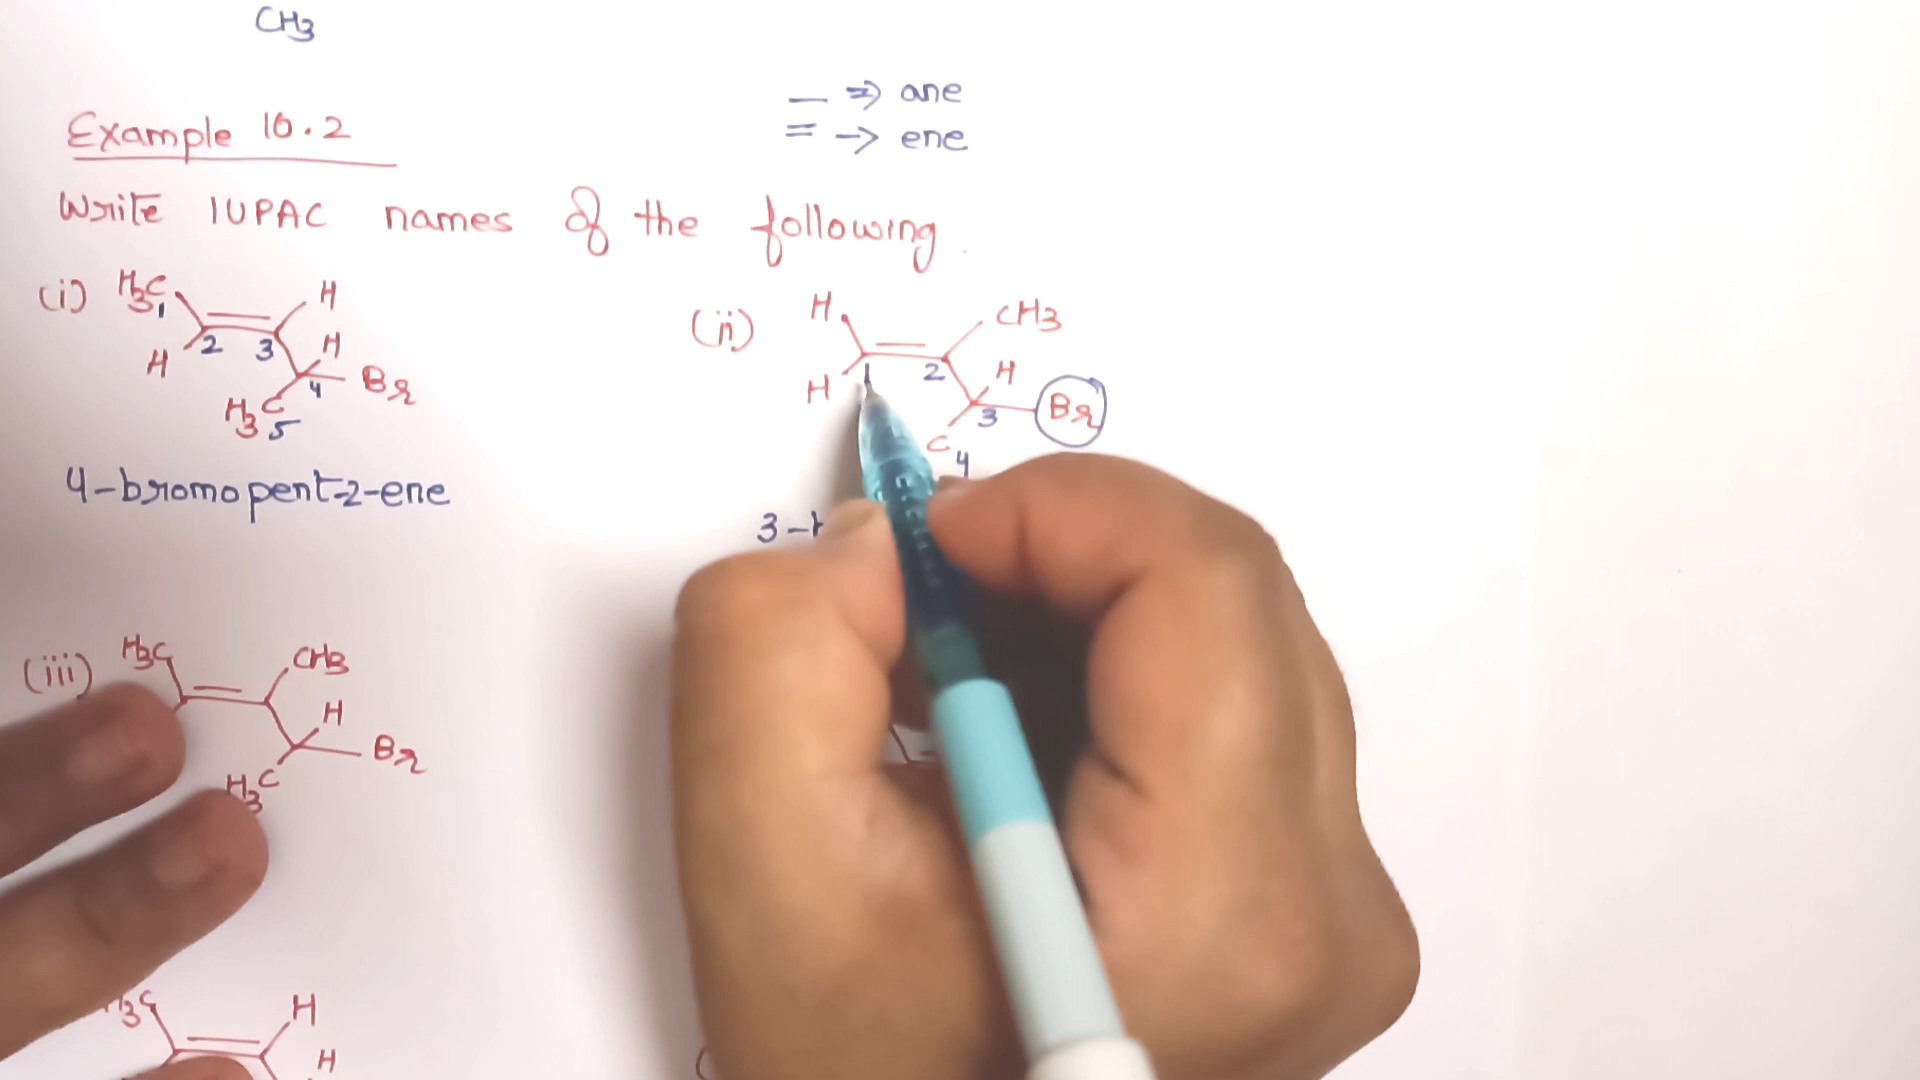 CH3
— ⇒ ane
= → ene
Example 10.2
Write IUPAC names of the following.
(i) H3C H
1
H 2 3 H
4 Br
H3C
5
4-bromopent-2-ene
(ii) H CH3
H 1 2 H
3 Br
C
4
3-
(iii) H3C CH3
H
Br
H3C
H3C H
H